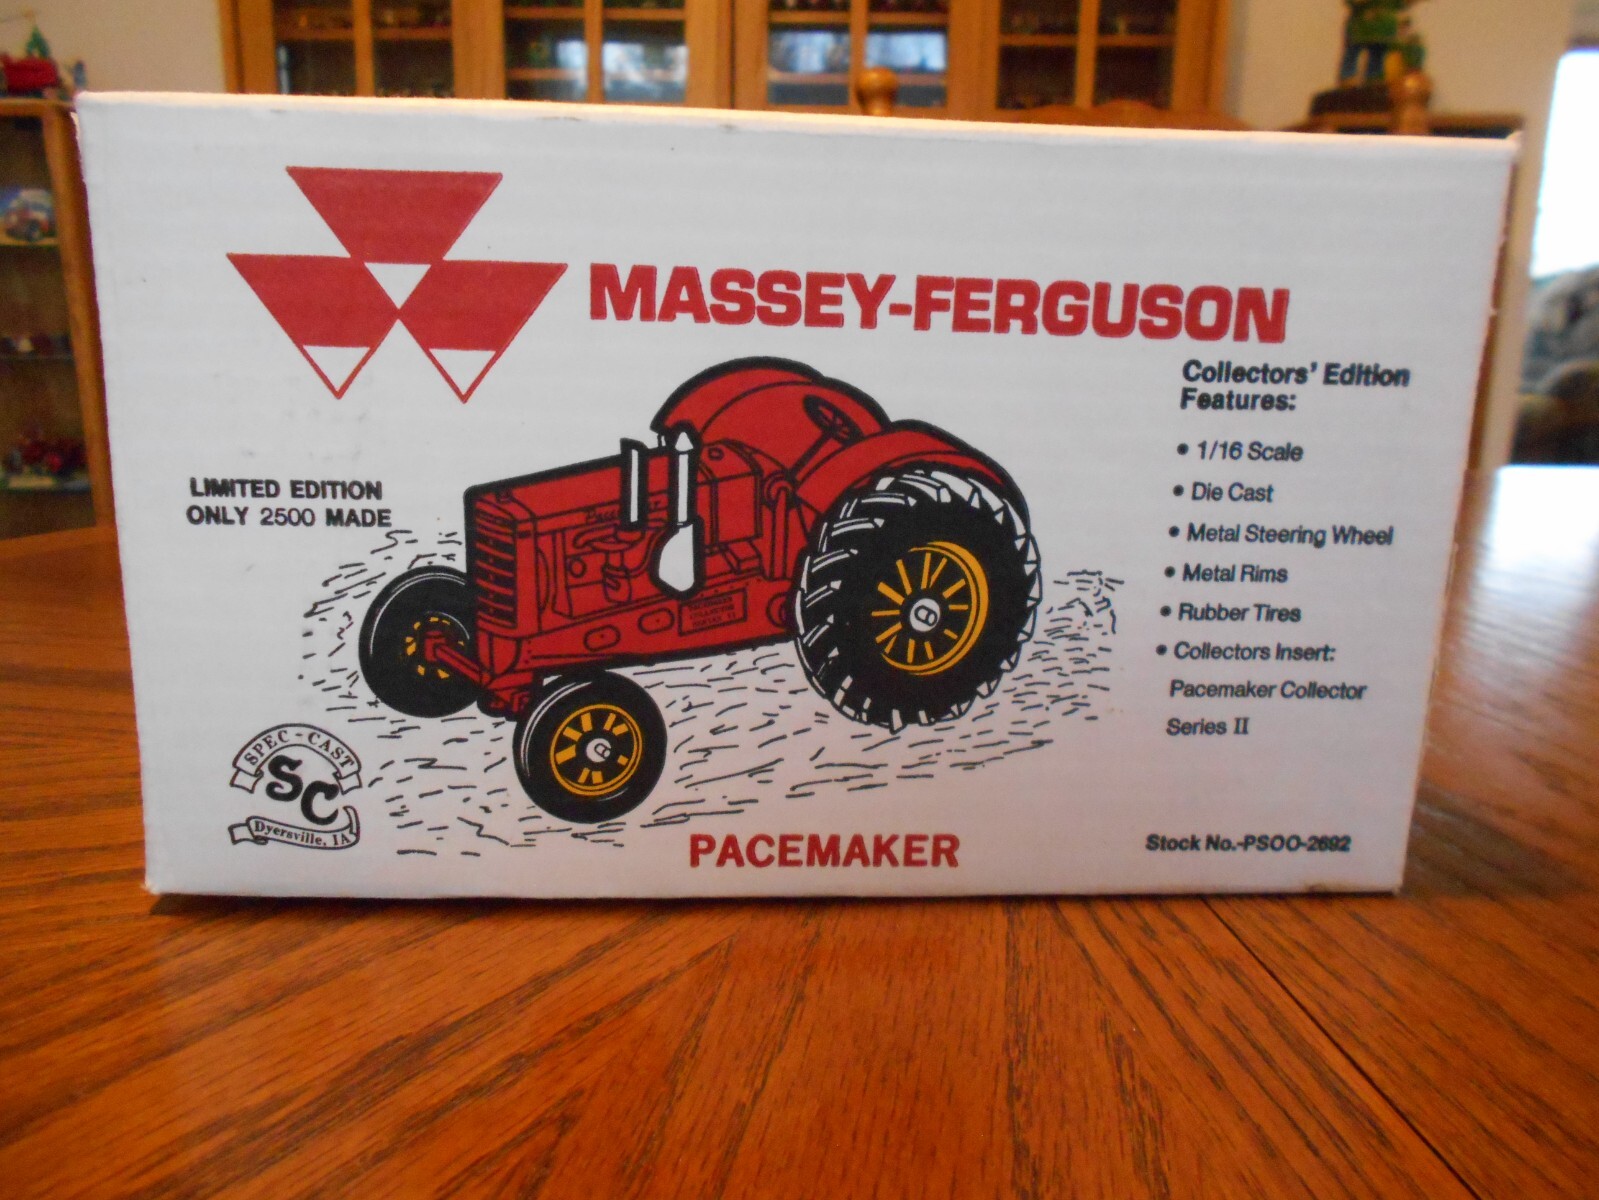 MASSEY-FERGUSON
Collectors' Edition
Features:
• 1/16 Scale
• Die Cast
• Metal Steering Wheel
• Metal Rims
• Rubber Tires
• Collectors Insert:
Pacemaker Collector
Series II
LIMITED EDITION
ONLY 2500 MADE
SPEC-CAST
SC
Dyersville, IA
PACEMAKER
Stock No.-PSOO-2692